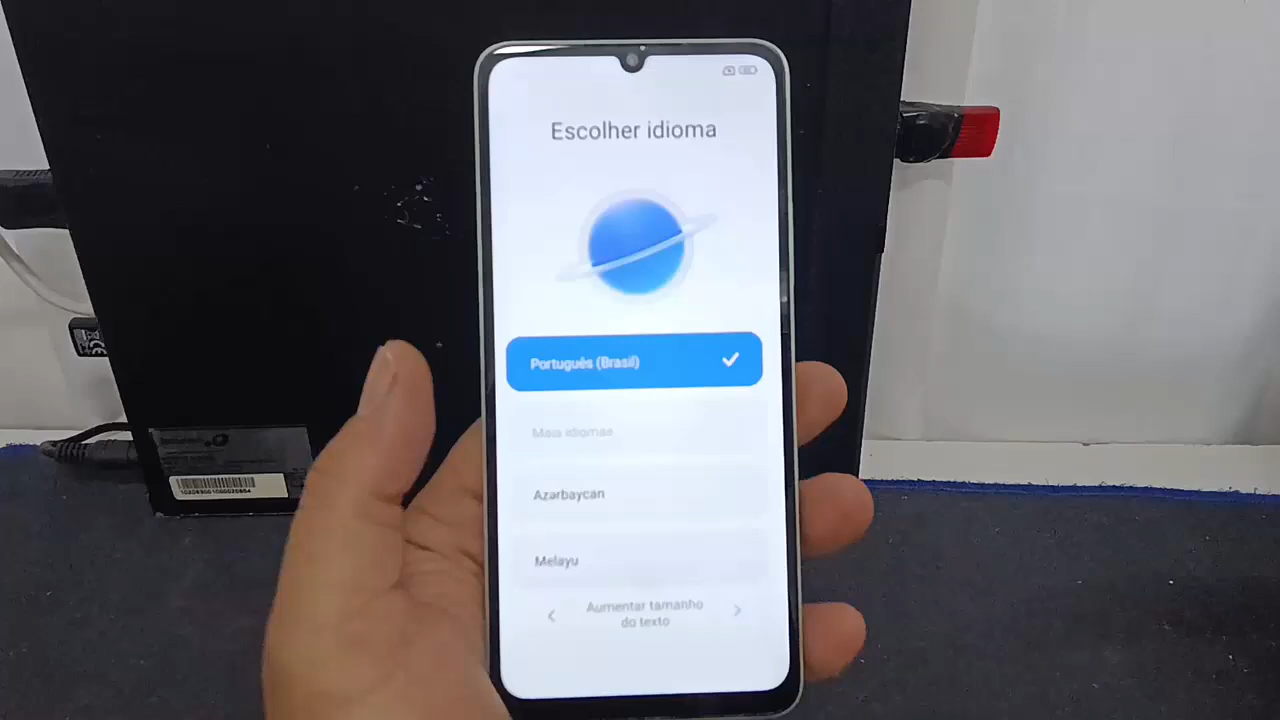 Escolher idioma
Português (Brasil)
Mais idiomas
Azərbaycan
Melayu
Aumentar tamanho
do texto